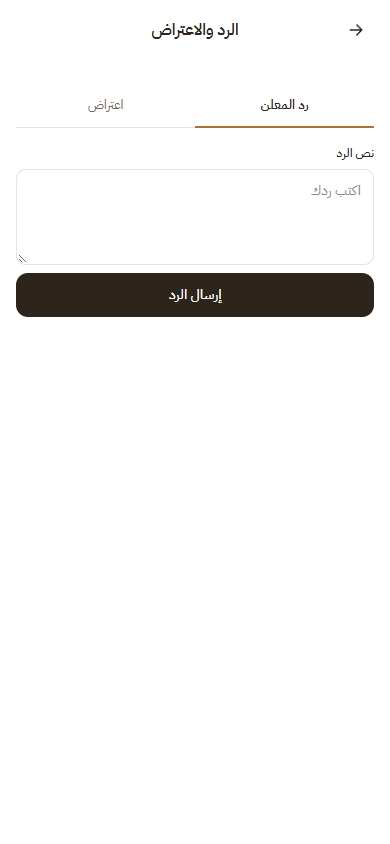 الرد والاعتراض
رد المعلن
اعتراض
نص الرد
اكتب ردك
إرسال الرد